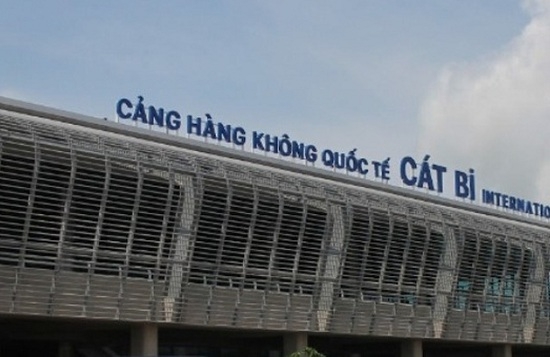 CẢNG HÀNG KHÔNG QUỐC TẾ CÁT BI INTERNATIO